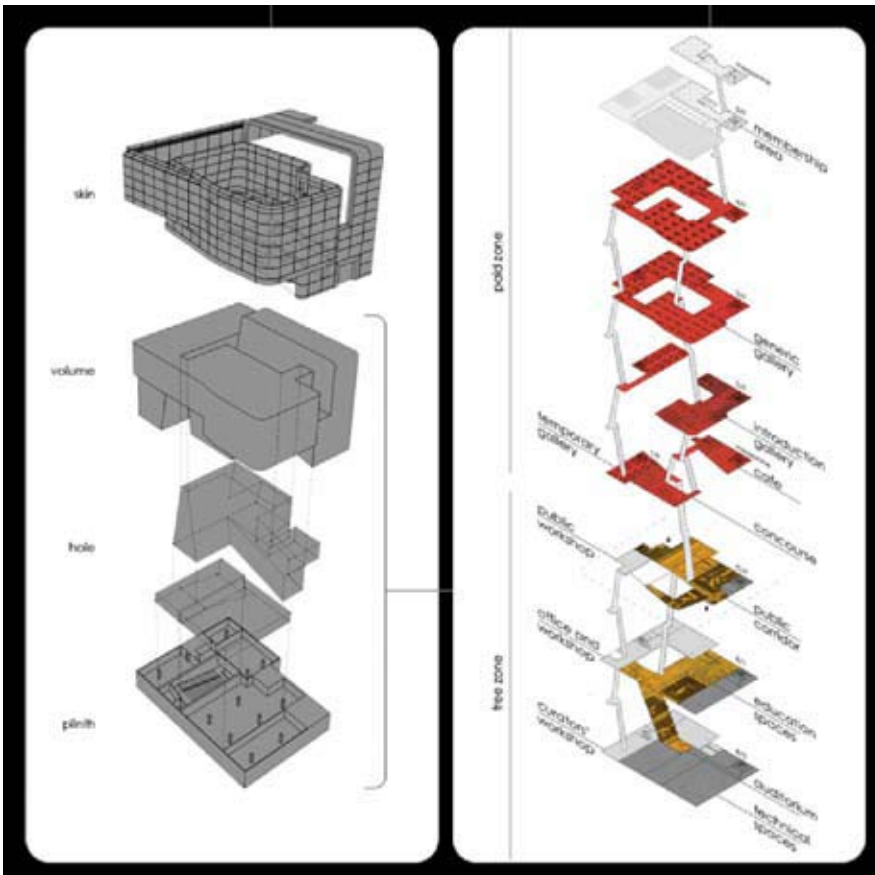 skin
volume
hole
plinth
paid zone
free zone
membership
area
generic
gallery
introduction
gallery
cafe
temporary
gallery
concourse
public
workshop
public
corridor
office and
workshop
education
spaces
curators'
workshop
auditorium
technical
spaces